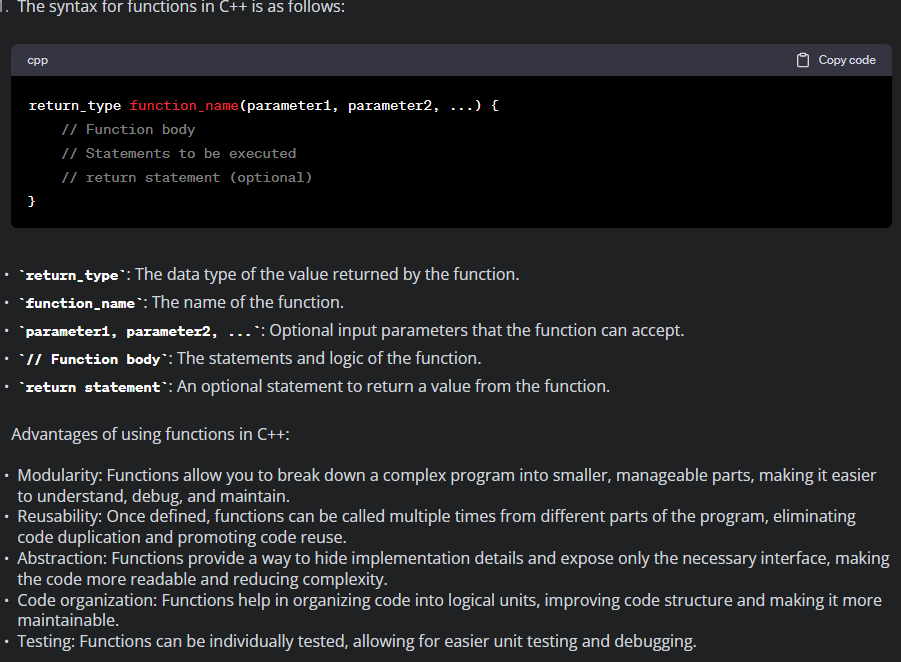 . The syntax for functions in C++ is as follows:
cpp
Copy code
return_type function_name(parameter1, parameter2, ...) {
    // Function body
    // Statements to be executed
    // return statement (optional)
}
• `return_type`: The data type of the value returned by the function.
• `function_name`: The name of the function.
• `parameter1, parameter2, ...`: Optional input parameters that the function can accept.
• `// Function body`: The statements and logic of the function.
• `return statement`: An optional statement to return a value from the function.
Advantages of using functions in C++:
• Modularity: Functions allow you to break down a complex program into smaller, manageable parts, making it easier
to understand, debug, and maintain.
• Reusability: Once defined, functions can be called multiple times from different parts of the program, eliminating
code duplication and promoting code reuse.
• Abstraction: Functions provide a way to hide implementation details and expose only the necessary interface, making
the code more readable and reducing complexity.
• Code organization: Functions help in organizing code into logical units, improving code structure and making it more
maintainable.
• Testing: Functions can be individually tested, allowing for easier unit testing and debugging.